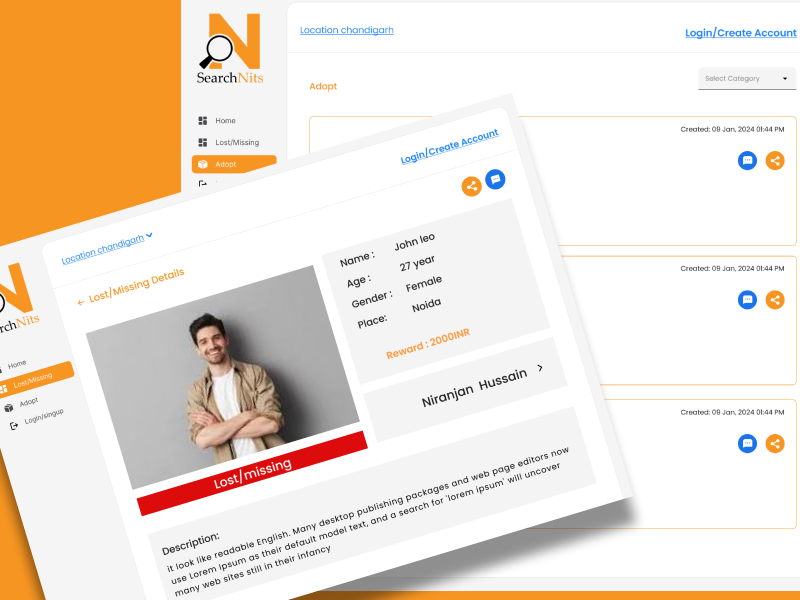 SearchNits
Home
Lost/Missing
Adopt
Location chandigarh
Login/Create Account
Adopt
Select Category
Created: 09 Jan, 2024 01:44 PM
Created: 09 Jan, 2024 01:44 PM
Created: 09 Jan, 2024 01:44 PM
rchNits
Home
Lost/Missing
Adopt
Login/singup
Location chandigarh
Login/Create Account
← Lost/Missing Details
Lost/missing
Name : John leo
Age : 27 year
Gender : Female
Place: Noida
Reward : 2000INR
Niranjan Hussain >
Description:
it look like readable English. Many desktop publishing packages and web page editors now
use Lorem Ipsum as their default model text, and a search for 'lorem ipsum' will uncover
many web sites still in their infancy